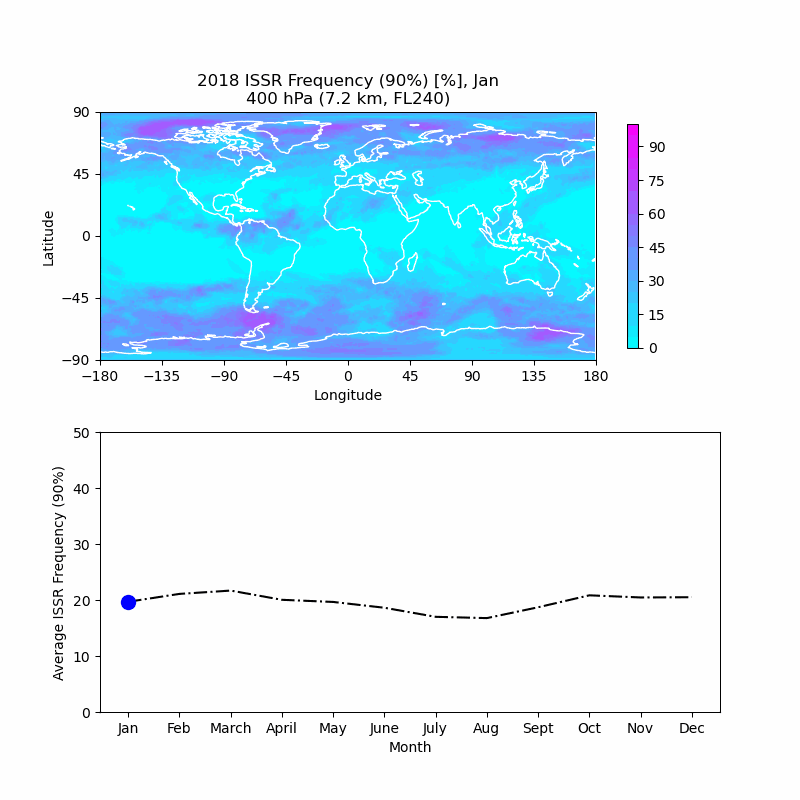 2018 ISSR Frequency (90%) [%], Jan
400 hPa (7.2 km, FL240)
90
45
0
−45
−90
Latitude
−180
−135
−90
−45
0
45
90
135
180
Longitude
90
75
60
45
30
15
0
50
40
30
20
10
0
Average ISSR Frequency (90%)
Jan
Feb
March
April
May
June
July
Aug
Sept
Oct
Nov
Dec
Month